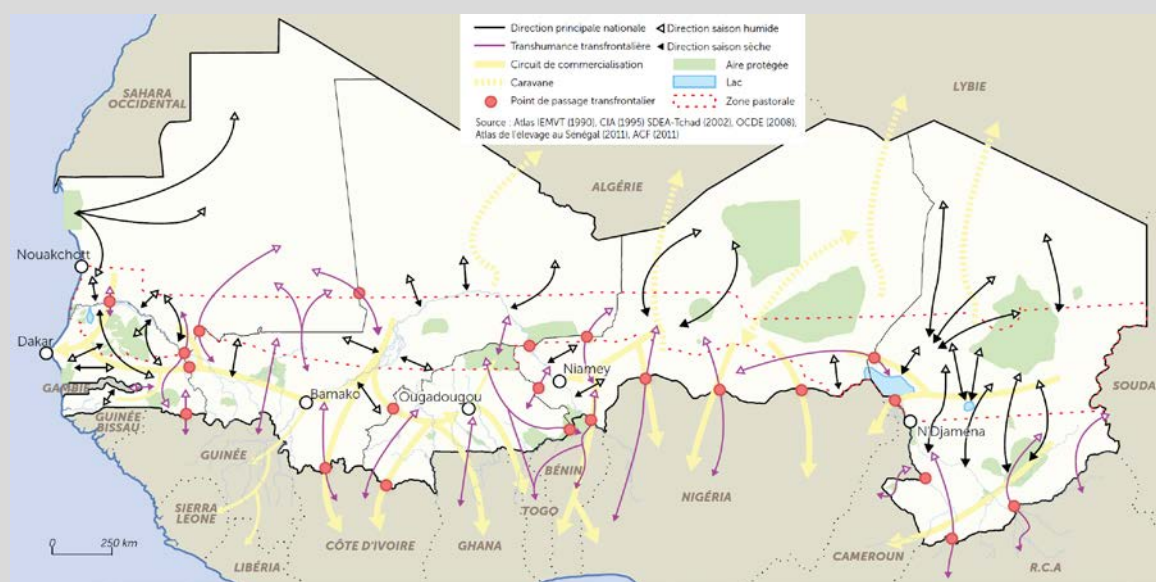 Direction principale nationale
Direction saison humide
Transhumance transfrontalière
Direction saison sèche
Circuit de commercialisation
Aire protégée
Caravane
Lac
Point de passage transfrontalier
Zone pastorale
Source : Atlas IEMVT (1990), CIA (1995) SDEA-Tchad (2002), OCDE (2008),
Atlas de l'élevage au Sénégal (2011), ACF (2011)
SAHARA
OCCIDENTAL
LYBIE
ALGÉRIE
Nouakchott
Dakar
GAMBIE
GUINÉE
BISSAU
Bamako
Ougadougou
Niamey
N'Djaména
SOUDA
GUINÉE
SIERRA
LEONE
LIBÉRIA
CÔTE D'IVOIRE
GHANA
TOGO
BÉNIN
NIGÉRIA
CAMEROUN
R.C.A
0 250 km